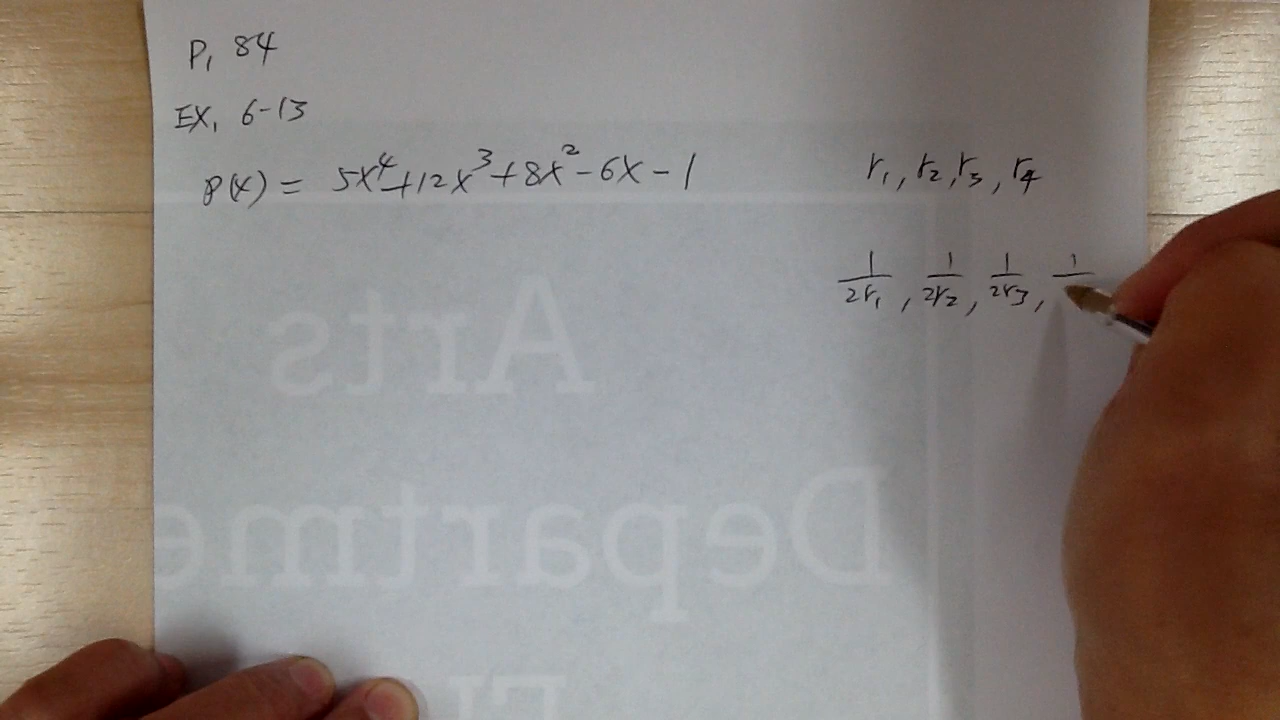 P, 84
EX, 6-13
P(x) = 5x⁴+12x³+8x²-6x-1
r₁, r₂, r₃, r₄
1/2r₁, 1/2r₂, 1/2r₃, 1/
Arts
Departme